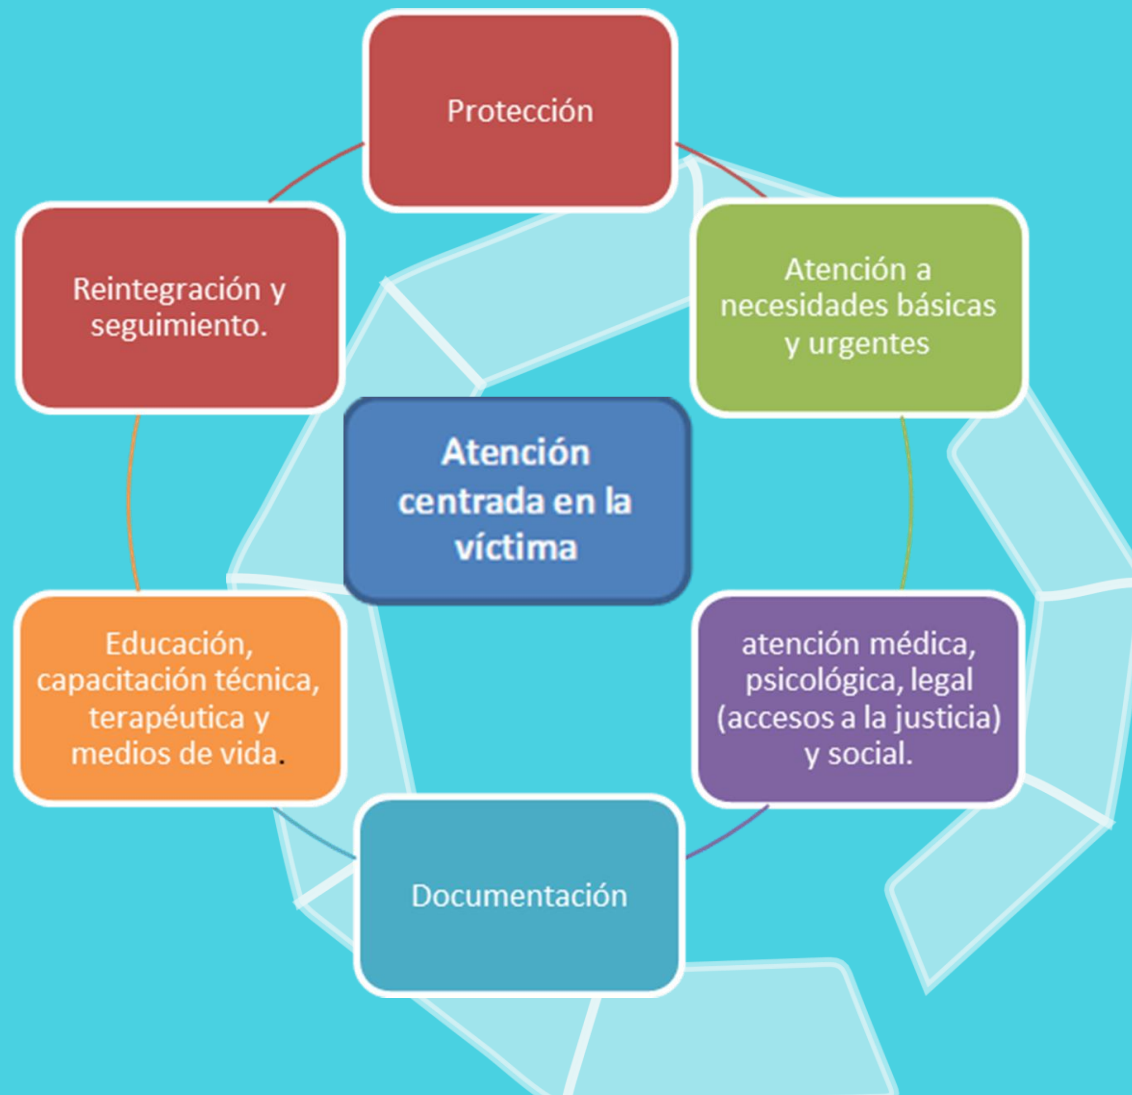 Protección
Atención a
necesidades básicas
y urgentes
atención médica,
psicológica, legal
(accesos a la justicia)
y social.
Documentación
Educación,
capacitación técnica,
terapéutica y
medios de vida.
Reintegración y
seguimiento.
Atención
centrada en la
víctima